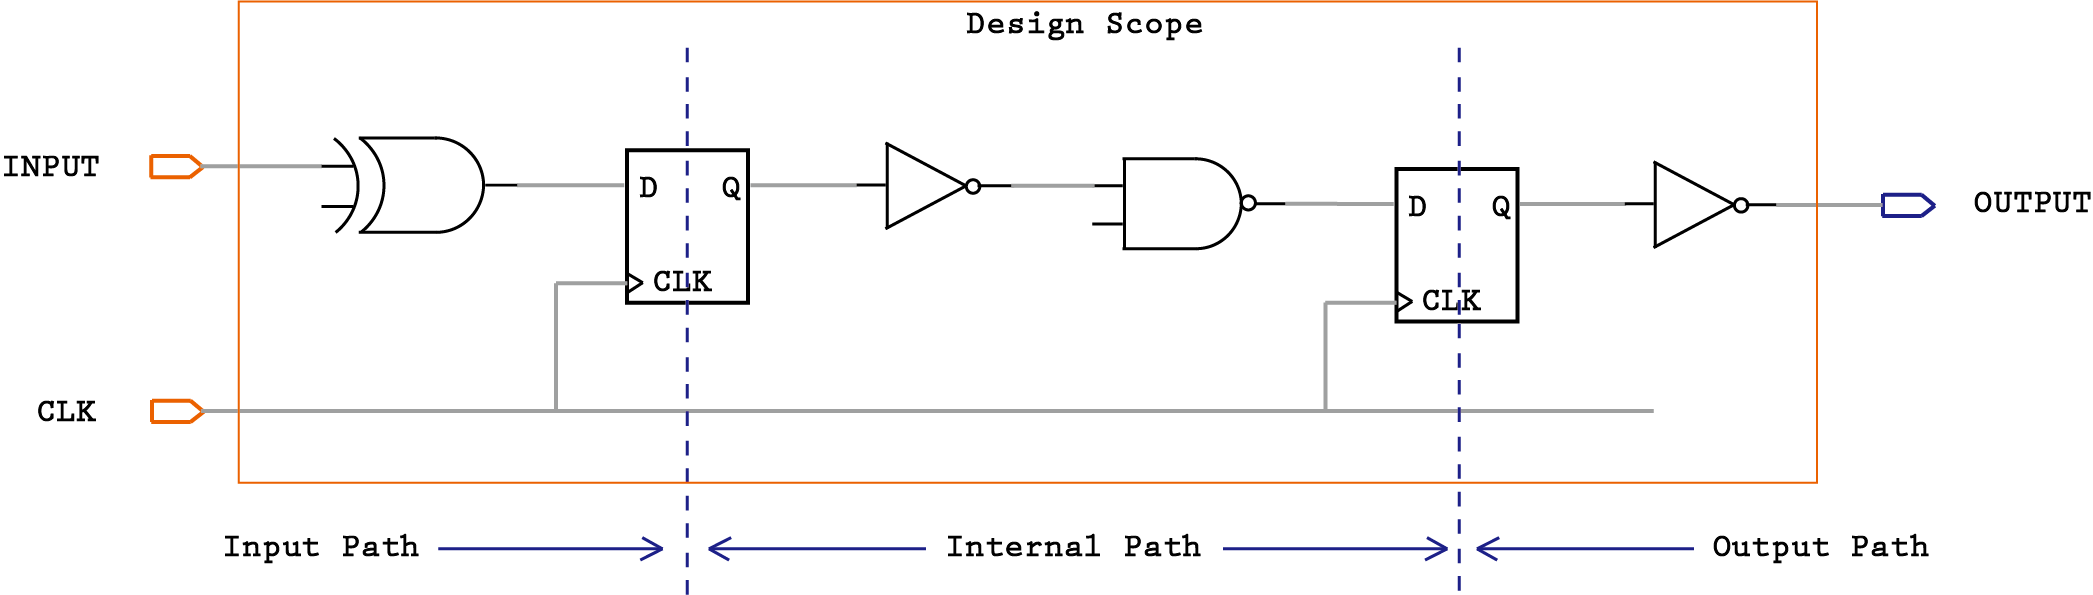 Design Scope
INPUT
D Q
CLK
D Q
CLK
OUTPUT
CLK
Input Path
Internal Path
Output Path